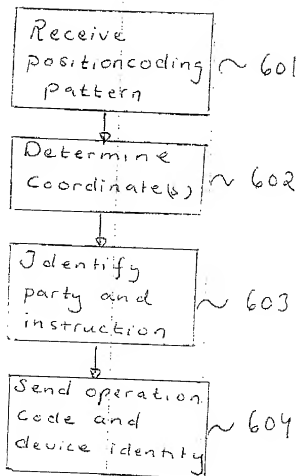 Receive
positioncoding ~ 601
pattern
Determine
Coordinate(s) ~ 602
Identify
party and ~ 603
instruction
Send operation
code and ~ 604
device identity